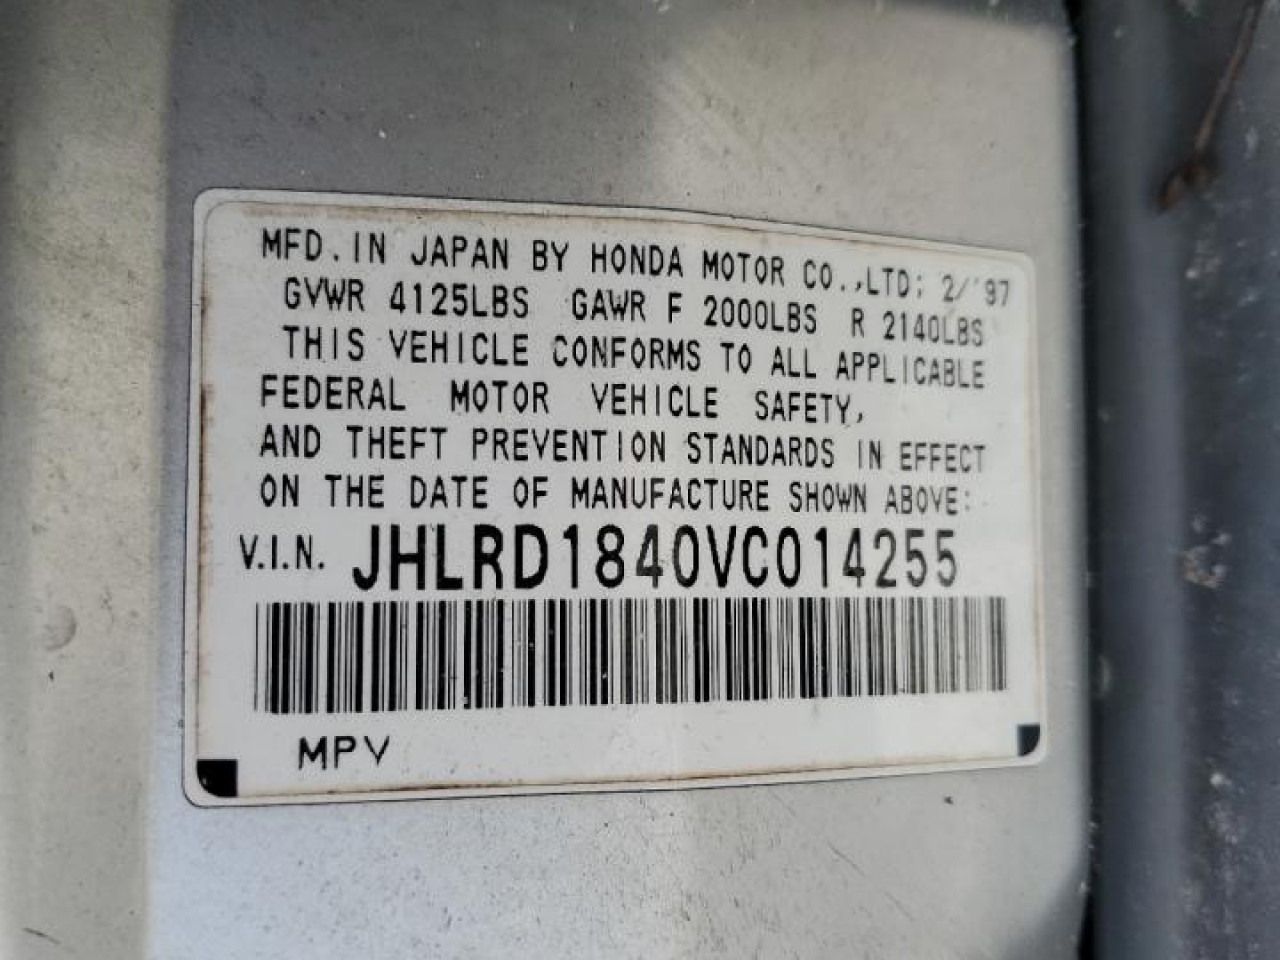 MFD. IN JAPAN BY HONDA MOTOR CO.,LTD; 2/'97
GVWR 4125LBS GAWR F 2000LBS R 2140LBS
THIS VEHICLE CONFORMS TO ALL APPLICABLE
FEDERAL MOTOR VEHICLE SAFETY,
AND THEFT PREVENTION STANDARDS IN EFFECT
ON THE DATE OF MANUFACTURE SHOWN ABOVE:
V.I.N. JHLRD1840VC014255
MPV